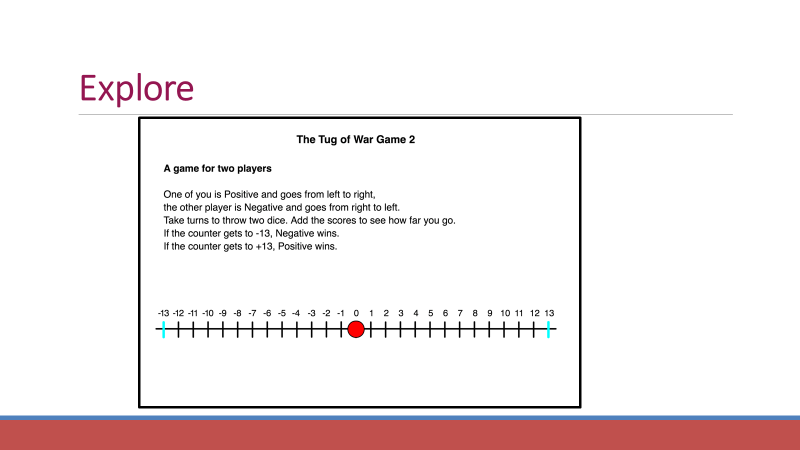 Explore
The Tug of War Game 2
A game for two players
One of you is Positive and goes from left to right,
the other player is Negative and goes from right to left.
Take turns to throw two dice. Add the scores to see how far you go.
If the counter gets to -13, Negative wins.
If the counter gets to +13, Positive wins.
-13 -12 -11 -10 -9 -8 -7 -6 -5 -4 -3 -2 -1 0 1 2 3 4 5 6 7 8 9 10 11 12 13